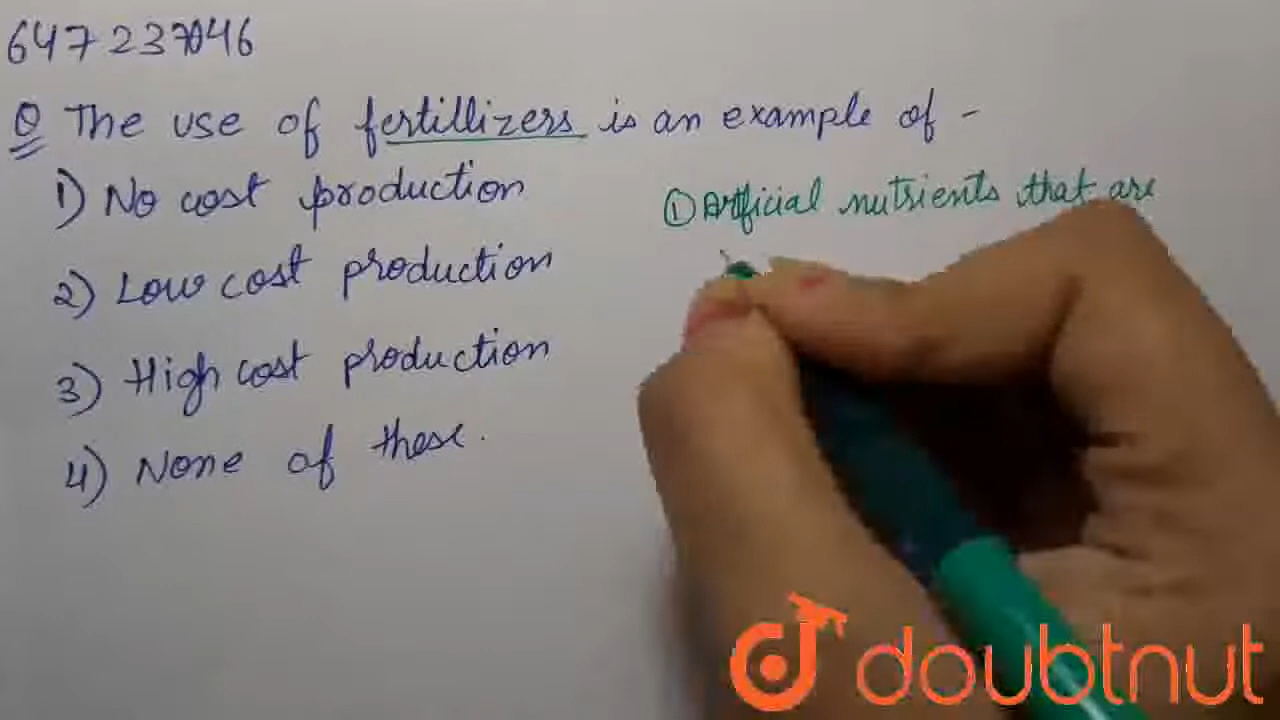 647237046
Q The use of fertillizers is an example of -
1) No cost production
2) Low cost production
3) High cost production
4) None of these.
① Artificial nutrients that are
doubtnut